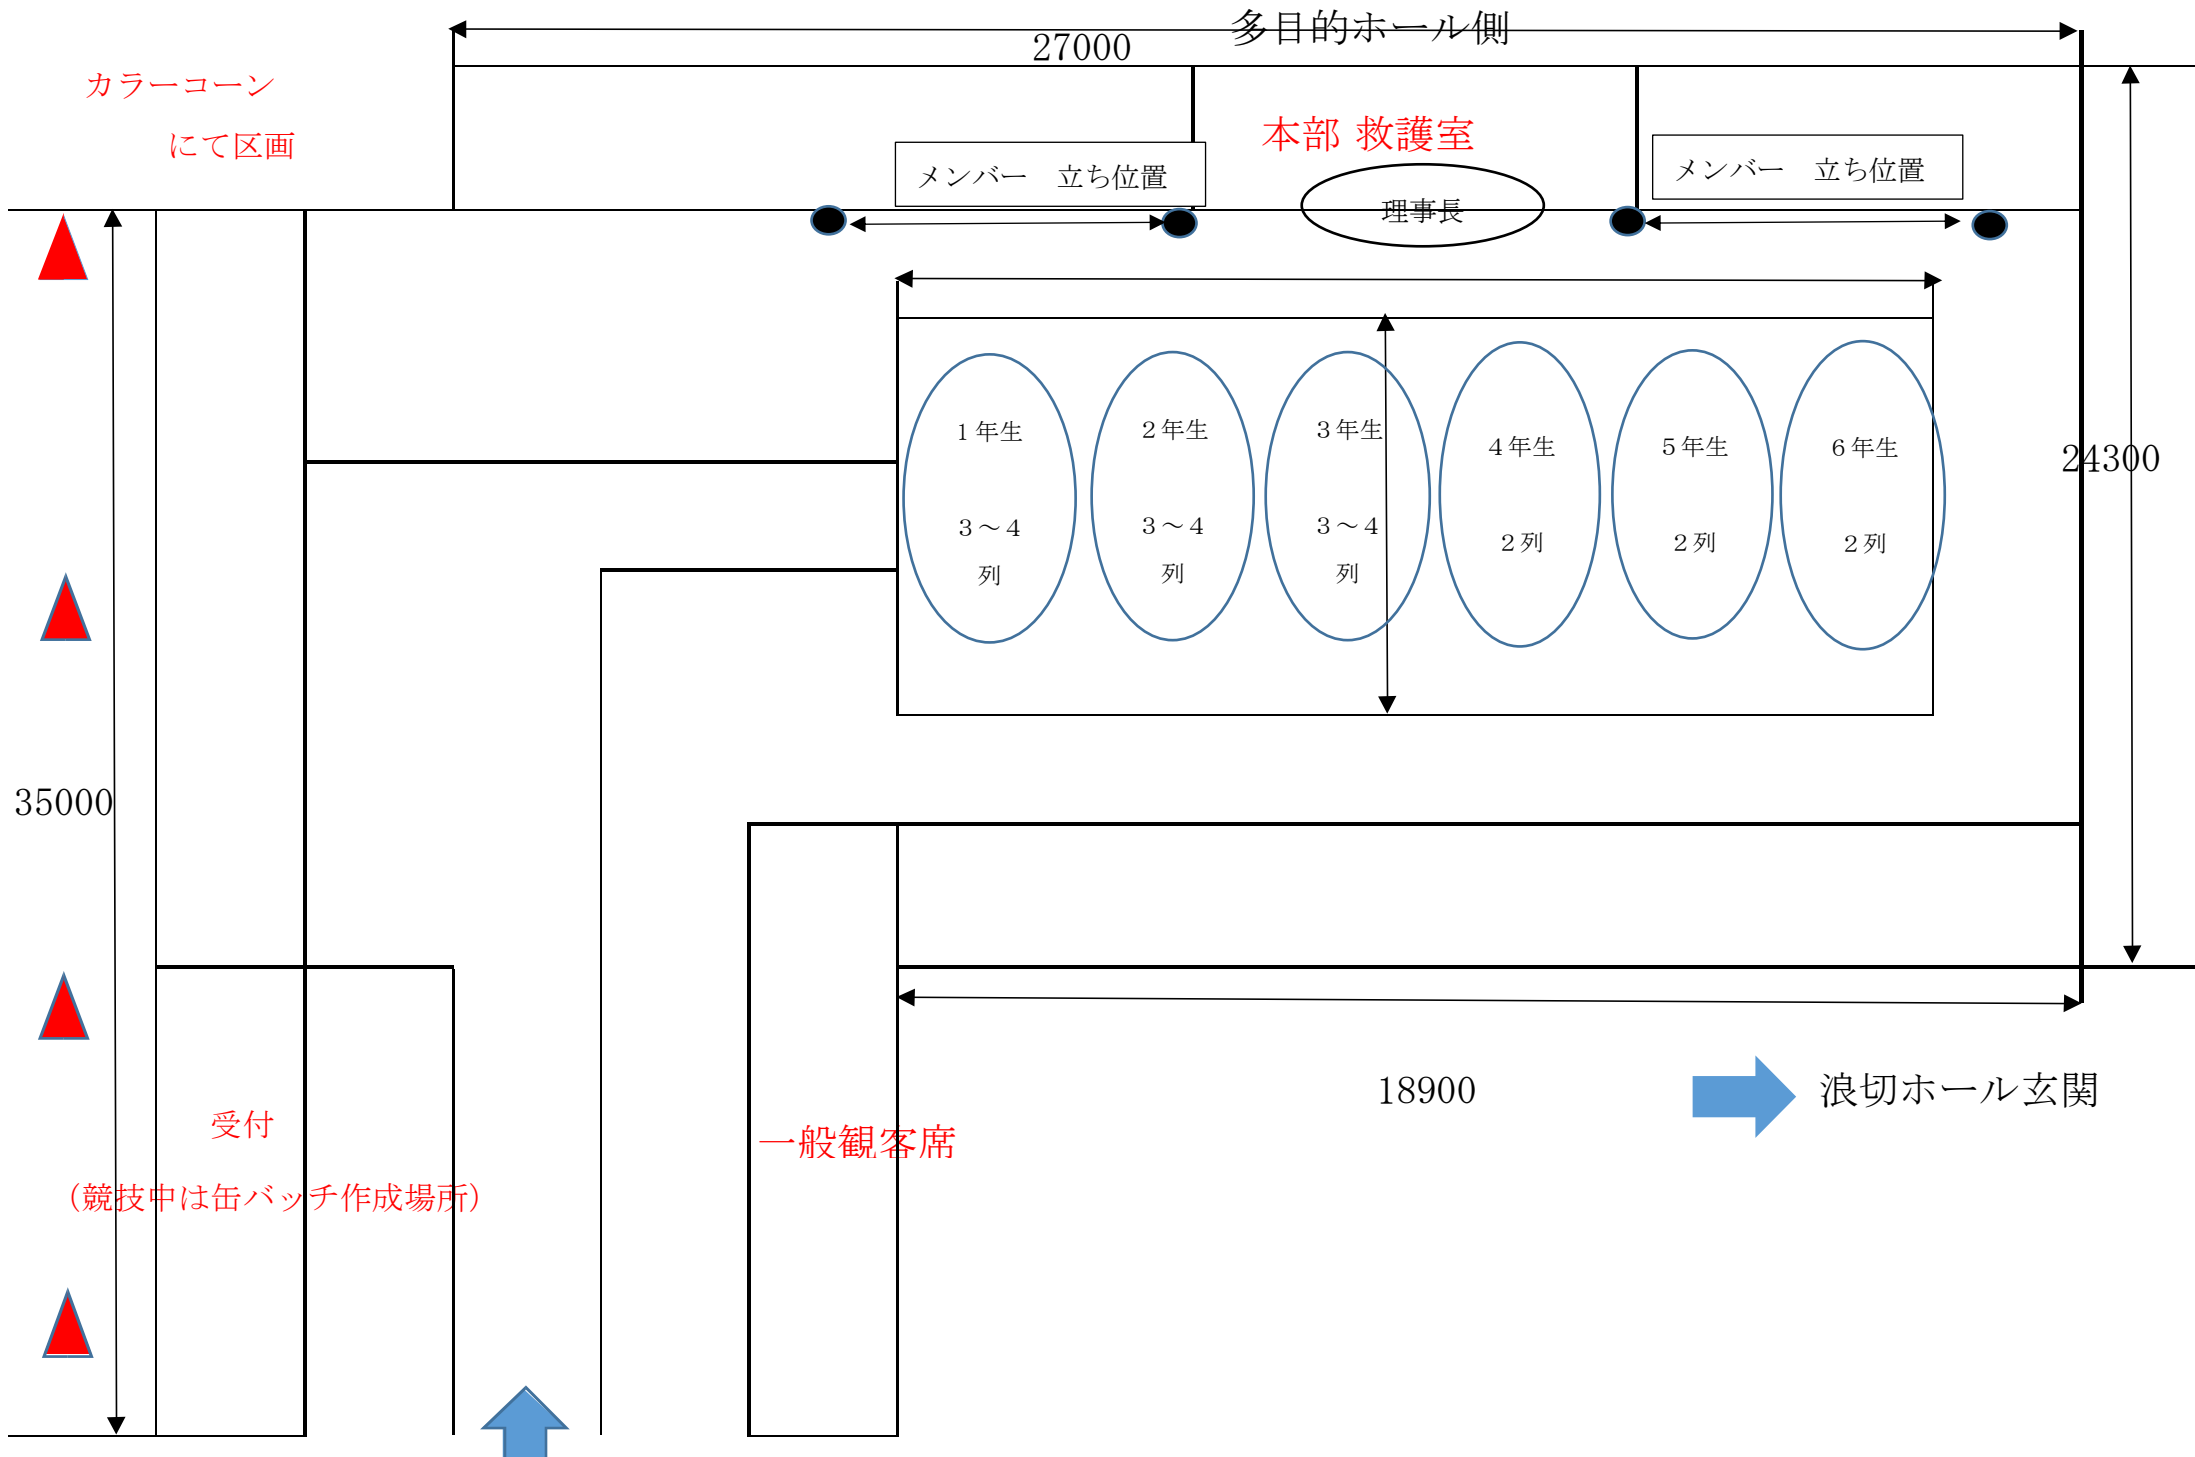 多目的ホール側
27000
カラーコーン
にて区画
本部 救護室
メンバー　立ち位置
メンバー　立ち位置
理事長
1 年生
3～4
列
2年生
3～4
列
3年生
3～4
列
4年生
2列
5年生
2列
6年生
2列
24300
35000
18900
浪切ホール玄関
受付
（競技中は缶バッチ作成場所）
一般観客席